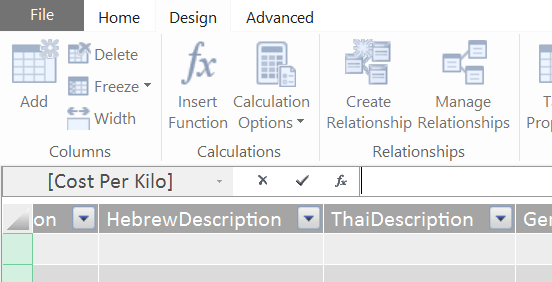 File Home Design Advanced
Delete
Freeze
Width
Add
Insert Function
Calculation Options
Create Relationship
Manage Relationships
Columns Calculations Relationships
[Cost Per Kilo] fx
on HebrewDescription ThaiDescription